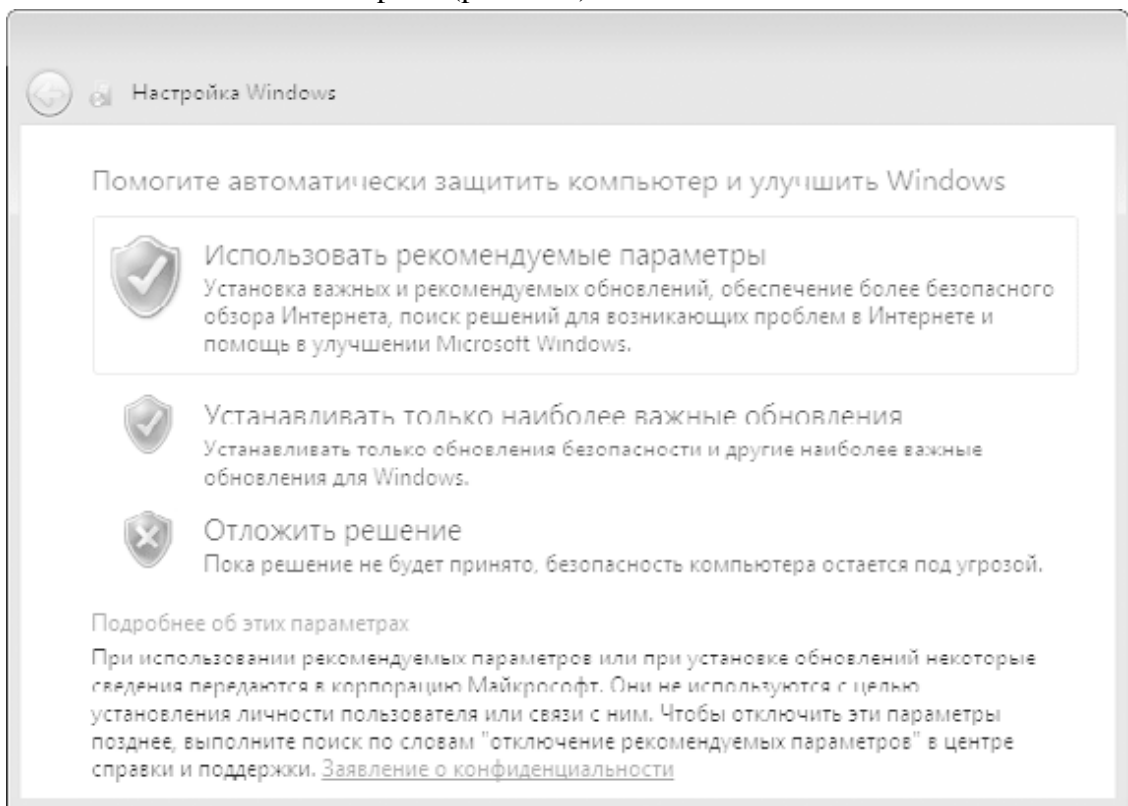 Настройка Windows
Помогите автоматически защитить компьютер и улучшить Windows
Использовать рекомендуемые параметры
Установка важных и рекомендуемых обновлений, обеспечение более безопасного
обзора Интернета, поиск решений для возникающих проблем в Интернете и
помощь в улучшении Microsoft Windows.
Устанавливать только наиболее важные обновления
Устанавливать только обновления безопасности и другие наиболее важные
обновления для Windows.
Отложить решение
Пока решение не будет принято, безопасность компьютера остается под угрозой.
Подробнее об этих параметрах
При использовании рекомендуемых параметров или при установке обновлений некоторые
сведения передаются в корпорацию Майкрософт. Они не используются с целью
установления личности пользователя или связи с ним. Чтобы отключить эти параметры
позднее, выполните поиск по словам "отключение рекомендуемых параметров" в центре
справки и поддержки. Заявление о конфиденциальности